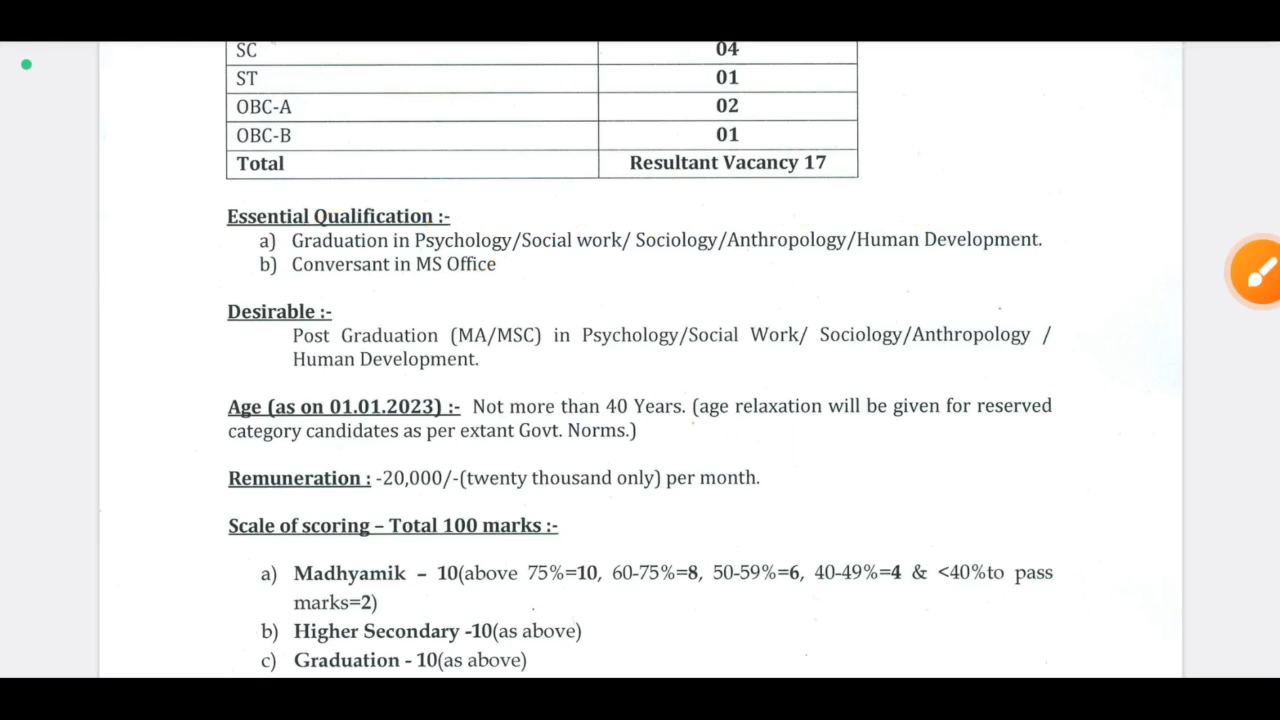 SC 04
ST 01
OBC-A 02
OBC-B 01
Total Resultant Vacancy 17
Essential Qualification :-
a) Graduation in Psychology/Social work/ Sociology/Anthropology/Human Development.
b) Conversant in MS Office
Desirable :-
Post Graduation (MA/MSC) in Psychology/Social Work/ Sociology/Anthropology /
Human Development.
Age (as on 01.01.2023) :- Not more than 40 Years. (age relaxation will be given for reserved
category candidates as per extant Govt. Norms.)
Remuneration : -20,000/-(twenty thousand only) per month.
Scale of scoring – Total 100 marks :-
a) Madhyamik – 10(above 75%=10, 60-75%=8, 50-59%=6, 40-49%=4 & <40%to pass
marks=2)
b) Higher Secondary -10(as above)
c) Graduation - 10(as above)